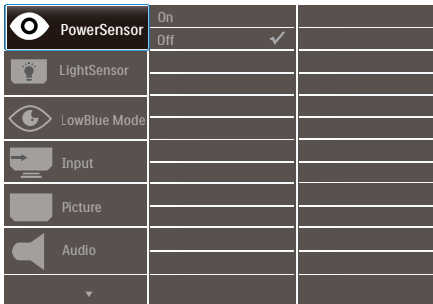 PowerSensor
On
Off
LightSensor
LowBlue Mode
Input
Picture
Audio